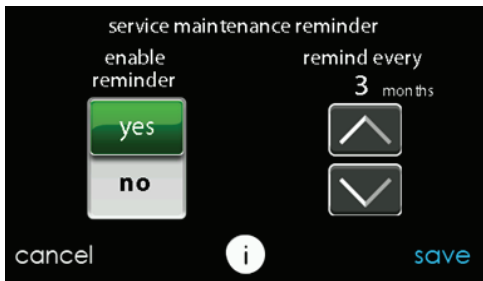 service maintenance reminder
enable
reminder
remind every
3 months
yes
no
cancel
i
save